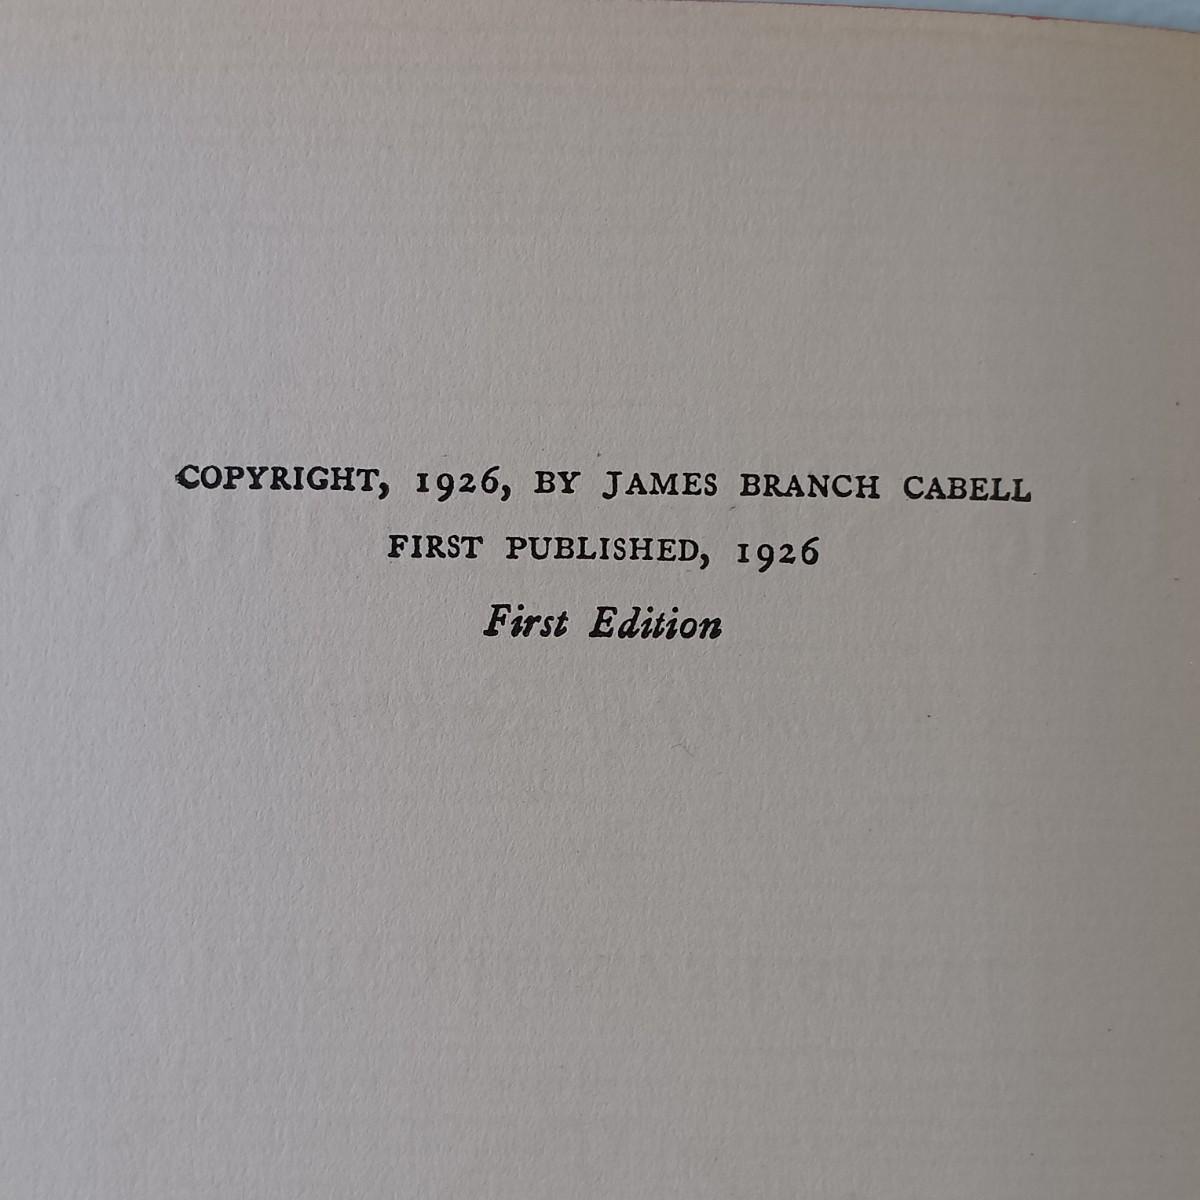 COPYRIGHT, 1926, BY JAMES BRANCH CABELL
FIRST PUBLISHED, 1926
First Edition